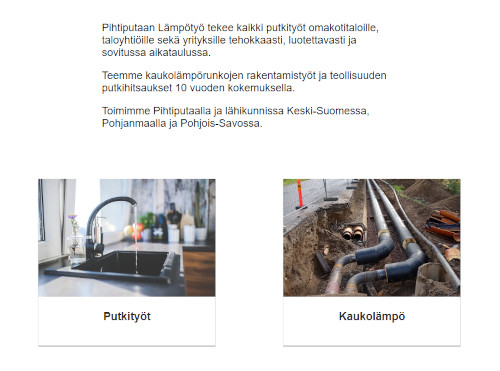 Pihtiputaan Lämpötyö tekee kaikki putkityöt omakotitaloille,
taloyhtiöille sekä yrityksille tehokkaasti, luotettavasti ja
sovitussa aikataulussa.
Teemme kaukolämpörunkojen rakentamistyöt ja teollisuuden
putkihitsaukset 10 vuoden kokemuksella.
Toimimme Pihtiputaalla ja lähikunnissa Keski-Suomessa,
Pohjanmaalla ja Pohjois-Savossa.
Putkityöt
Kaukolämpö